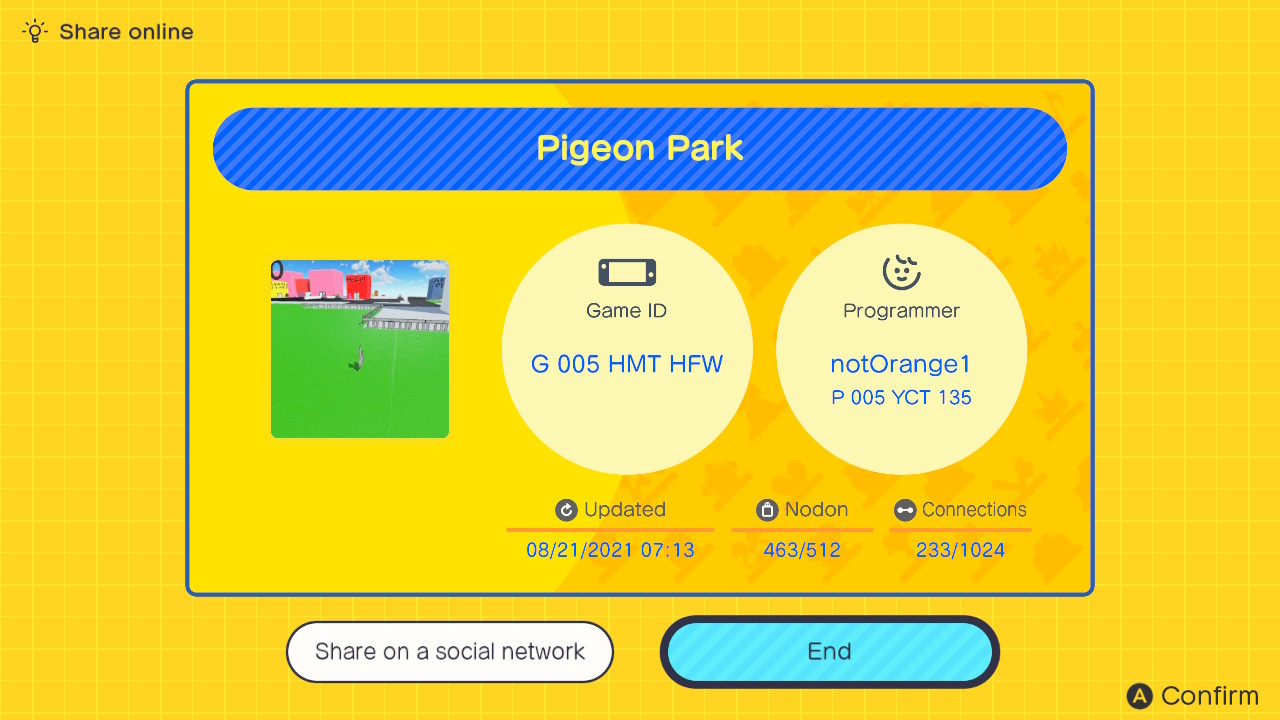 Share online
Pigeon Park
Game ID
G 005 HMT HFW
Programmer
notOrange1
P 005 YCT 135
Updated
08/21/2021 07:13
Nodon
463/512
Connections
233/1024
Share on a social network
End
A Confirm